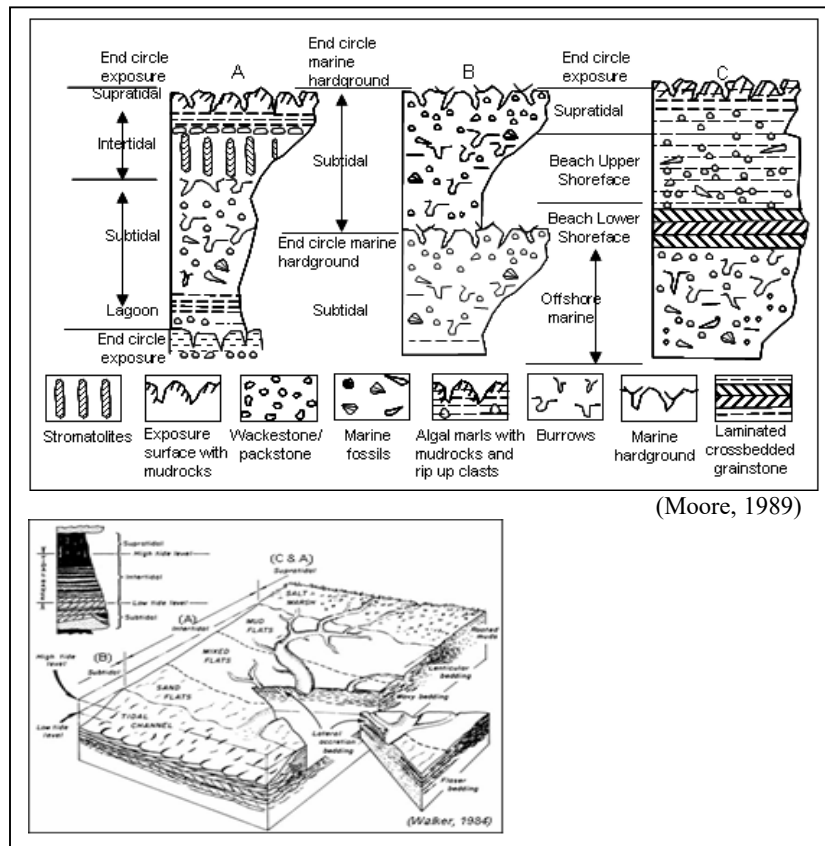 End circle
exposure
Supratidal
Intertidal
Subtidal
Lagoon
End circle
exposure
A
End circle
marine
hardground
Subtidal
End circle marine
hardground
Subtidal
B
End circle
exposure
Supratidal
Beach Upper
Shoreface
Beach Lower
Shoreface
Offshore
marine
C
Stromatolites
Exposure
surface with
mudrocks
Wackestone/
packstone
Marine
fossils
Algal marls with
mudrocks and
rip up clasts
Burrows
Marine
hardground
Laminated
crossbedded
grainstone
(Moore, 1989)
Supratidal
High tide level
Intertidal
Low tide level
Subtidal
(C & A)
Supratidal
(A)
Intertidal
(B)
Subtidal
High tide
level
Low tide
level
SALT
MARSH
MUD
FLATS
MIXED
FLATS
SAND
FLATS
TIDAL
CHANNEL
Rooted
muds
Lenticular
bedding
Wavy bedding
Lateral
accretion
bedding
Flaser
bedding
(Walker, 1984)